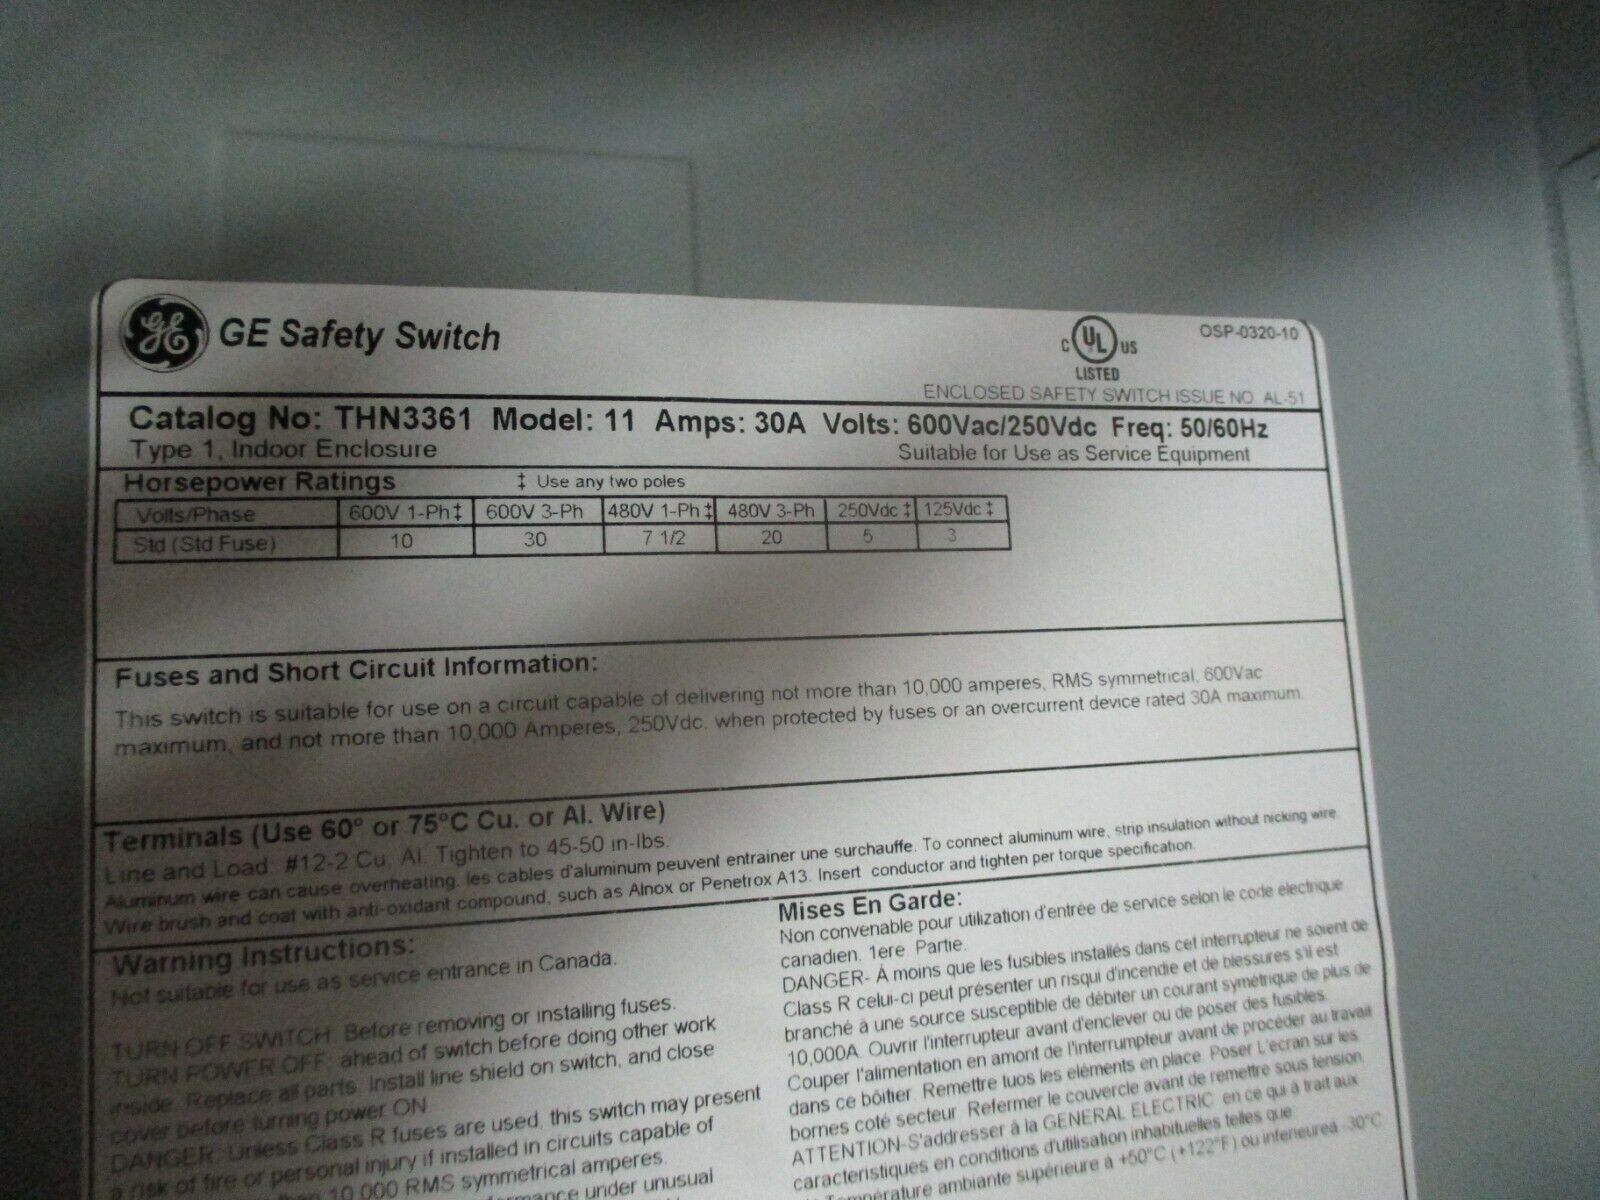 GE GE Safety Switch
C UL US
LISTED
OSP-0320-10
ENCLOSED SAFETY SWITCH ISSUE NO. AL-51
Catalog No: THN3361 Model: 11 Amps: 30A Volts: 600Vac/250Vdc Freq: 50/60Hz
Type 1, Indoor Enclosure Suitable for Use as Service Equipment
Horsepower Ratings ‡ Use any two poles
Volts/Phase 600V 1-Ph‡ 600V 3-Ph 480V 1-Ph‡ 480V 3-Ph 250Vdc‡ 125Vdc‡
Std (Std Fuse) 10 30 7 1/2 20 5 3
Fuses and Short Circuit Information:
This switch is suitable for use on a circuit capable of delivering not more than 10,000 amperes, RMS symmetrical, 600Vac
maximum, and not more than 10,000 Amperes, 250Vdc. when protected by fuses or an overcurrent device rated 30A maximum.
Terminals (Use 60° or 75°C Cu. or Al. Wire)
Line and Load: #12-2 Cu, Al. Tighten to 45-50 in-lbs.
Aluminum wire can cause overheating. les cables d'aluminum peuvent entrainer une surchauffe. To connect aluminum wire, strip insulation without nicking wire.
Wire brush and coat with anti-oxidant compound, such as Alnox or Penetrox A13. Insert conductor and tighten per torque specification.
Warning Instructions:
Not suitable for use as service entrance in Canada.
TURN OFF SWITCH: Before removing or installing fuses.
TURN POWER OFF: ahead of switch before doing other work
inside. Replace all parts. Install line shield on switch, and close
cover before turning power ON.
DANGER: Unless Class R fuses are used, this switch may present
a risk of fire or personal injury if installed in circuits capable of
than 10,000 RMS symmetrical amperes.
under unusual
Mises En Garde:
Non convenable pour utilization d'entrée de service selon le code electrique
canadien. 1ere Partie.
DANGER- À moins que les fusibles installés dans cet interrupteur ne soient de
Class R celui-ci peut présenter un risqui d'incendie et de blessures s'il est
branché à une source susceptible de débiter un courant symétrique de plus de
10,000A. Ouvrir l'interrupteur avant d'enclever ou de poser des fusibles.
Couper l'alimentation en amont de l'interrumpteur avant de procéder au travail
dans ce bôitier. Remettre tuos les eléments en place. Poser L'ecran sur les
bornes coté secteur. Refermer le couvercle avant de remettre sous tension.
ATTENTION-S'addresser à la GENERAL ELECTRIC en ce qui à trait aux
caracteristiques en conditions d'utilisation inhabituelles telles que:
Température ambiante supérieure à +50°C (+122°F) ou inferieureà -30°C